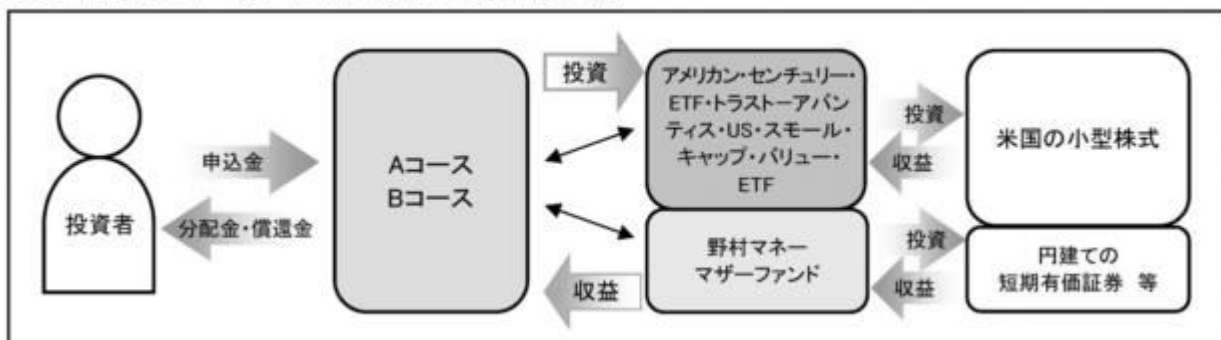 投資者
申込金
分配金・償還金
Aコース
Bコース
投資
収益
アメリカン・センチュリー・
ETF・トラストーアバン
ティス・US・スモール・
キャップ・バリュー・
ETF
野村マネー
マザーファンド
投資
収益
投資
収益
米国の小型株式
円建ての
短期有価証券 等